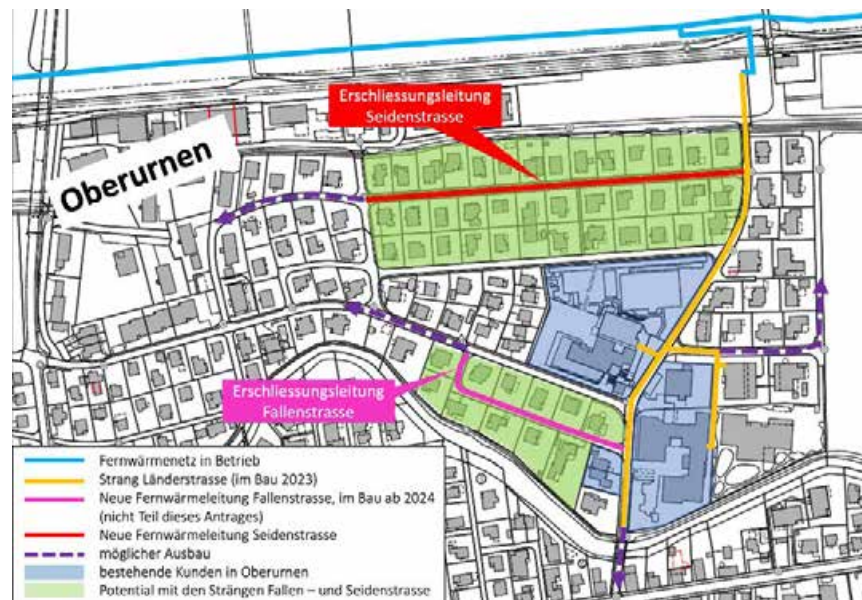 Erschliessungsleitung
Seidenstrasse
Oberurnen
Erschliessungsleitung
Fallenstrasse
Fernwärmenetz in Betrieb
Strang Länderstrasse (im Bau 2023)
Neue Fernwärmeleitung Fallenstrasse, im Bau ab 2024
(nicht Teil dieses Antrages)
Neue Fernwärmeleitung Seidenstrasse
möglicher Ausbau
bestehende Kunden in Oberurnen
Potential mit den Strängen Fallen – und Seidenstrasse